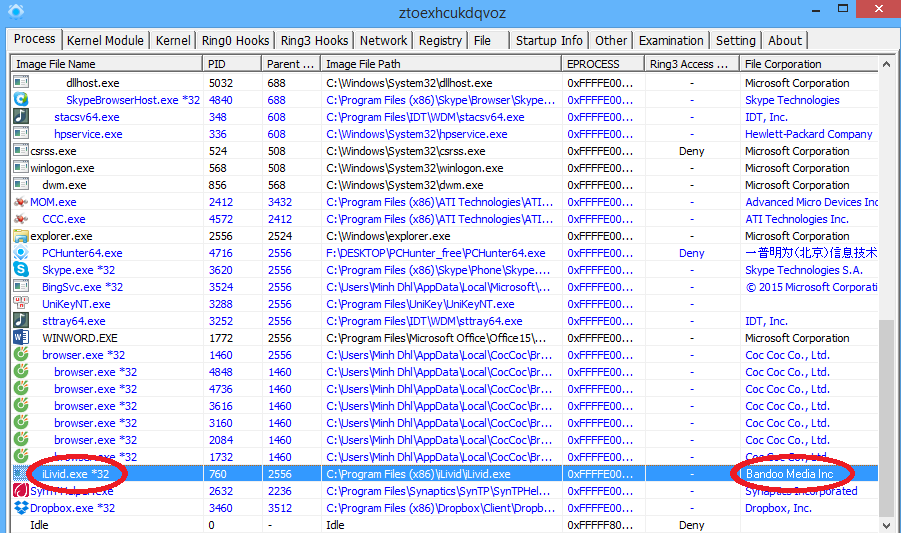 ztoexhcukdqvoz
Process Kernel Module Kernel Ring0 Hooks Ring3 Hooks Network Registry File Startup Info Other Examination Setting About
Image File Name PID Parent ... Image File Path EPROCESS Ring3 Access ... File Corporation
dllhost.exe 5032 688 C:\Windows\System32\dllhost.exe 0xFFFFE00... - Microsoft Corporation
SkypeBrowserHost.exe *32 4840 688 C:\Program Files (x86)\Skype\Browser\Skype... 0xFFFFE00... - Skype Technologies
stacsv64.exe 348 608 C:\Program Files\IDT\WDM\stacsv64.exe 0xFFFFE00... - IDT, Inc.
hpservice.exe 336 608 C:\Windows\System32\hpservice.exe 0xFFFFE00... - Hewlett-Packard Company
csrss.exe 524 508 C:\Windows\System32\csrss.exe 0xFFFFE00... Deny Microsoft Corporation
winlogon.exe 568 508 C:\Windows\System32\winlogon.exe 0xFFFFE00... - Microsoft Corporation
dwm.exe 856 568 C:\Windows\System32\dwm.exe 0xFFFFE00... - Microsoft Corporation
MOM.exe 2412 3432 C:\Program Files (x86)\ATI Technologies\ATI... 0xFFFFE00... - Advanced Micro Devices Inc
CCC.exe 4572 2412 C:\Program Files (x86)\ATI Technologies\ATI... 0xFFFFE00... - ATI Technologies Inc.
explorer.exe 2556 2524 C:\Windows\explorer.exe 0xFFFFE00... - Microsoft Corporation
PCHunter64.exe 4716 2556 F:\DESKTOP\PCHunter_free\PCHunter64.exe 0xFFFFE00... Deny 一普明为(北京)信息技术
Skype.exe *32 3620 2556 C:\Program Files (x86)\Skype\Phone\Skype.... 0xFFFFE00... - Skype Technologies S.A.
BingSvc.exe *32 3524 2556 C:\Users\Minh Dhl\AppData\Local\Microsoft\... 0xFFFFE00... - © 2015 Microsoft Corporati
UniKeyNT.exe 3288 2556 C:\Program Files\UniKey\UniKeyNT.exe 0xFFFFE00... -
sttray64.exe 3252 2556 C:\Program Files\IDT\WDM\sttray64.exe 0xFFFFE00... - IDT, Inc.
WINWORD.EXE 1772 2556 C:\Program Files\Microsoft Office\Office15\... 0xFFFFE00... - Microsoft Corporation
browser.exe *32 1460 2556 C:\Users\Minh Dhl\AppData\Local\CocCoc\Br... 0xFFFFE00... - Coc Coc Co., Ltd.
browser.exe *32 4848 1460 C:\Users\Minh Dhl\AppData\Local\CocCoc\Br... 0xFFFFE00... - Coc Coc Co., Ltd.
browser.exe *32 4736 1460 C:\Users\Minh Dhl\AppData\Local\CocCoc\Br... 0xFFFFE00... - Coc Coc Co., Ltd.
browser.exe *32 3616 1460 C:\Users\Minh Dhl\AppData\Local\CocCoc\Br... 0xFFFFE00... - Coc Coc Co., Ltd.
browser.exe *32 2640 1460 C:\Users\Minh Dhl\AppData\Local\CocCoc\Br... 0xFFFFE00... - Coc Coc Co., Ltd.
browser.exe *32 2084 1460 C:\Users\Minh Dhl\AppData\Local\CocCoc\Br... 0xFFFFE00... - Coc Coc Co., Ltd.
browser.exe *32 1732 1460 C:\Users\Minh Dhl\AppData\Local\CocCoc\Br... 0xFFFFE00... - Coc Coc Co., Ltd.
iLivid.exe *32 760 2556 C:\Program Files (x86)\iLivid\iLivid.exe 0xFFFFE00... - Bandoo Media Inc
SynTPHelper.exe 2632 2236 C:\Program Files\Synaptics\SynTP\SynTPHel... 0xFFFFE00... - Synaptics Incorporated
Dropbox.exe *32 3460 3512 C:\Program Files (x86)\Dropbox\Client\Dropbo... 0xFFFFE00... - Dropbox, Inc.
Idle 0 - Idle 0xFFFFF80... Deny